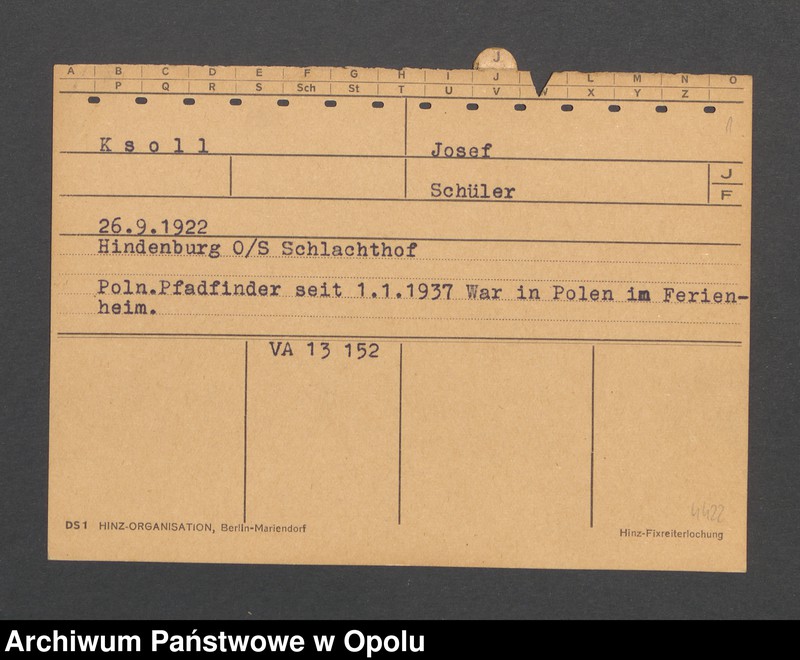 J
A B C D E F G H I J L M N O
P Q R S Sch St T U V W X Y Z
K s o l l Josef
Schüler J
F
26.9.1922
Hindenburg O/S Schlachthof
Poln.Pfadfinder seit 1.1.1937 War in Polen im Ferien-
heim.
VA 13 152
4422
DS1 HINZ-ORGANISATION, Berlin-Mariendorf Hinz-Fixreiterlochung
Archiwum Państwowe w Opolu